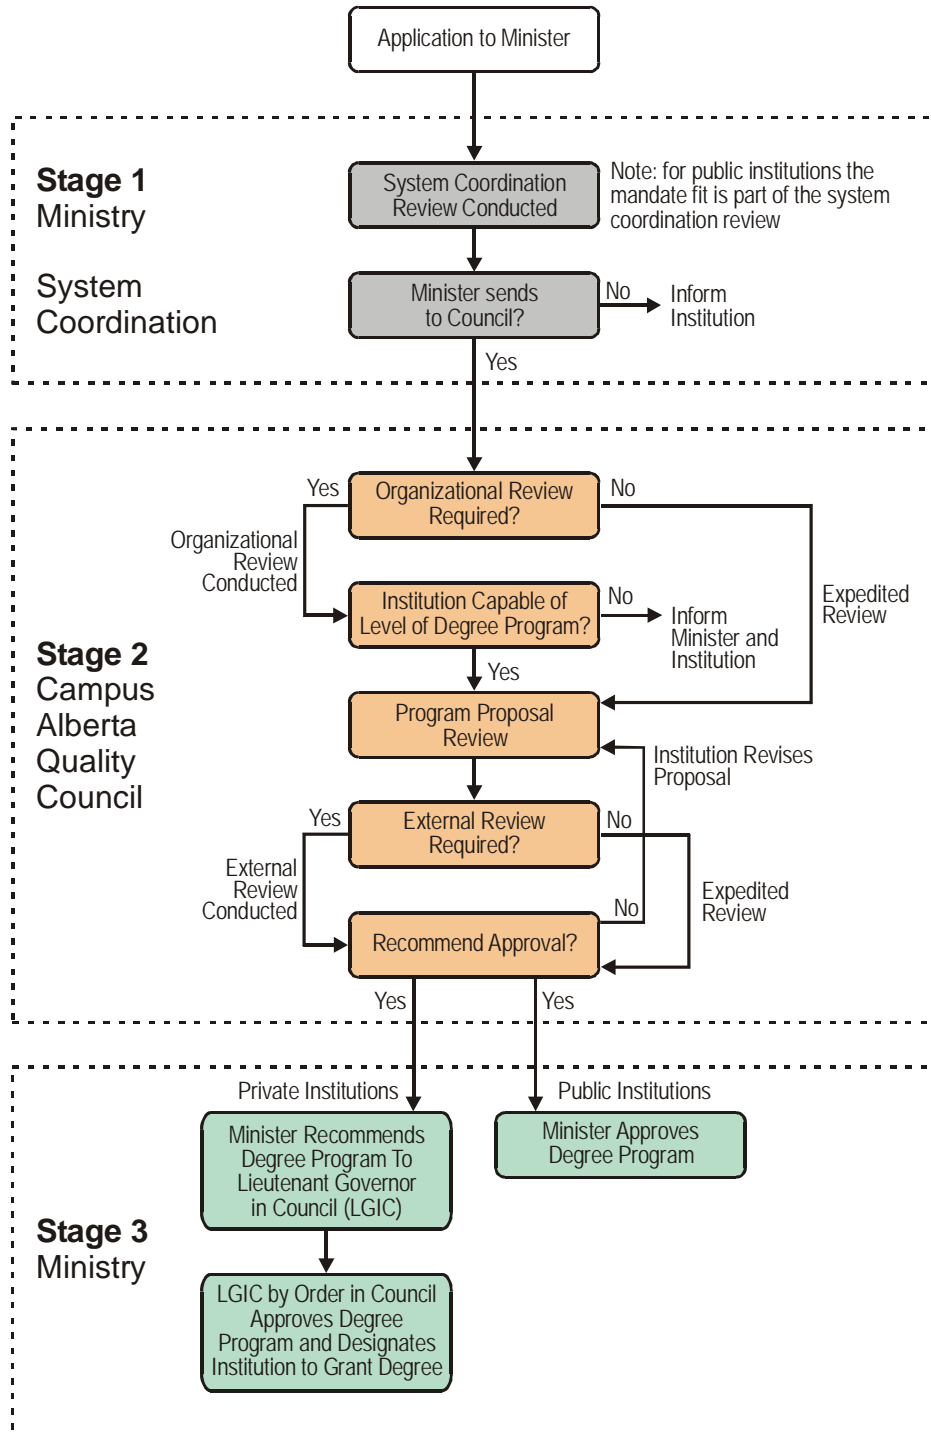 Application to Minister
Stage 1
Ministry
System
Coordination
System Coordination
Review Conducted
Note: for public institutions the
mandate fit is part of the system
coordination review
Minister sends
to Council?
No
Inform
Institution
Yes
Stage 2
Campus
Alberta
Quality
Council
Organizational Review
Required?
Yes
No
Organizational
Review
Conducted
Expedited
Review
Institution Capable of
Level of Degree Program?
No
Inform
Minister and
Institution
Yes
Program Proposal
Review
Institution Revises
Proposal
External Review
Required?
Yes
No
External
Review
Conducted
Expedited
Review
No
Recommend Approval?
Yes
Yes
Stage 3
Ministry
Private Institutions
Public Institutions
Minister Recommends
Degree Program To
Lieutenant Governor
in Council (LGIC)
Minister Approves
Degree Program
LGIC by Order in Council
Approves Degree
Program and Designates
Institution to Grant Degree